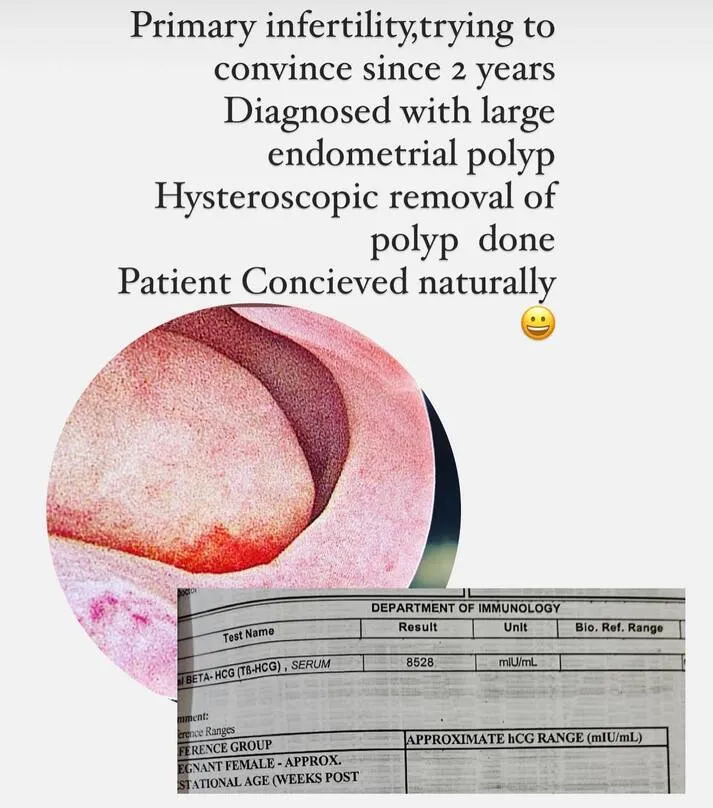 Primary infertility,trying to
convince since 2 years
Diagnosed with large
endometrial polyp
Hysteroscopic removal of
polyp done
Patient Concieved naturally
DEPARTMENT OF IMMUNOLOGY
Test Name Result Unit Bio. Ref. Range
BETA- HCG (TB-HCG) , SERUM 8528 mIU/mL
mment:
erence Ranges
FERENCE GROUP APPROXIMATE hCG RANGE (mIU/mL)
EGNANT FEMALE - APPROX.
STATIONAL AGE (WEEKS POST